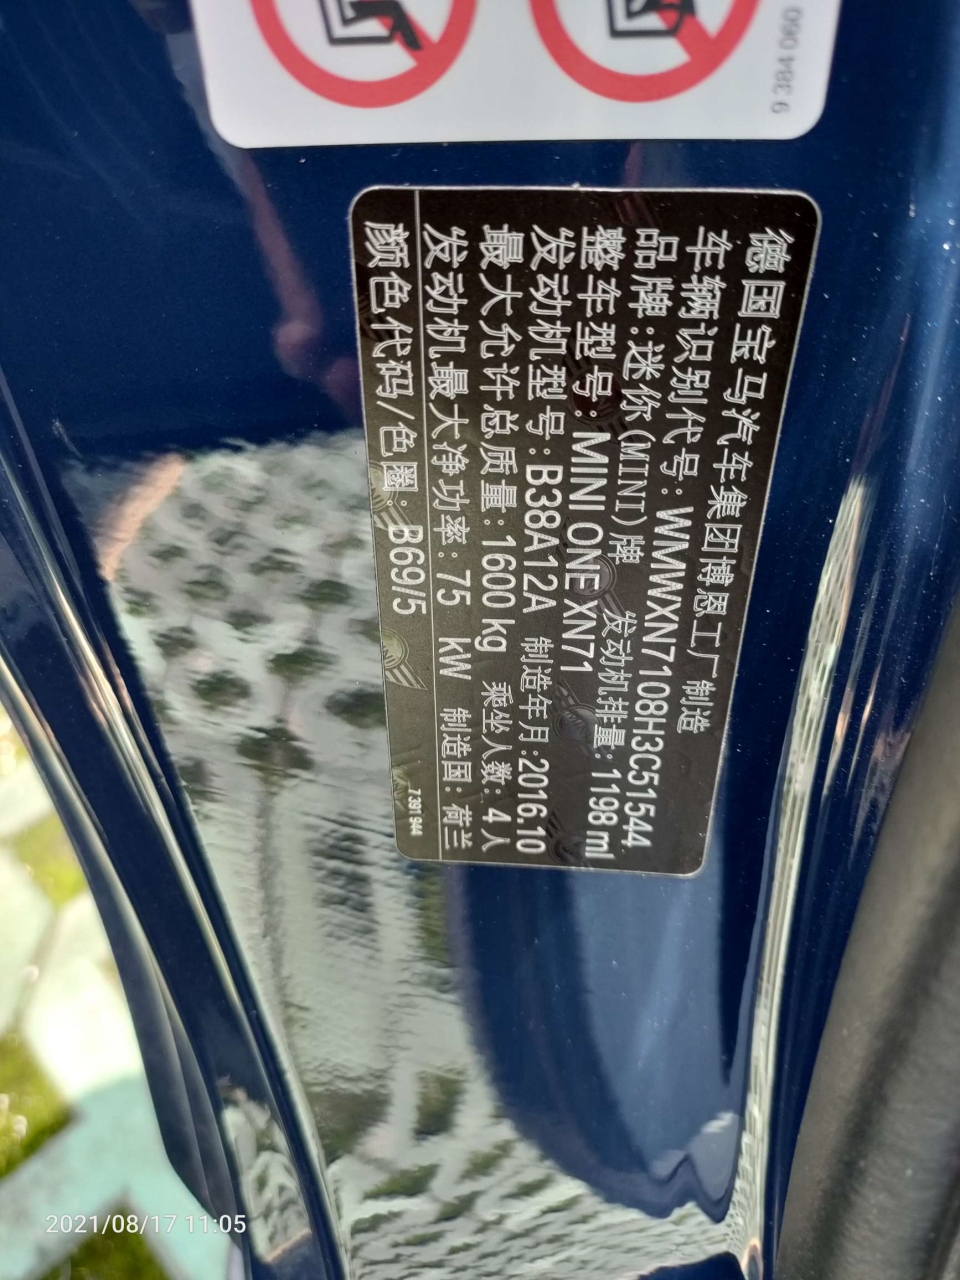 9 384 060
德国宝马汽车集团博恩工厂制造
车辆识别代号:WMWXN7108H3C51544
品牌:迷你(MINI)牌 发动机排量:1198ml
整车型号:MINI ONE XN71
发动机型号:B38A12A 制造年月:2016.10
最大允许总质量:1600kg 乘坐人数:4人
发动机最大净功率:75 kW 制造国:荷兰
颜色代码/色圈:B69/5
7 391 944
2021/08/17 11:05